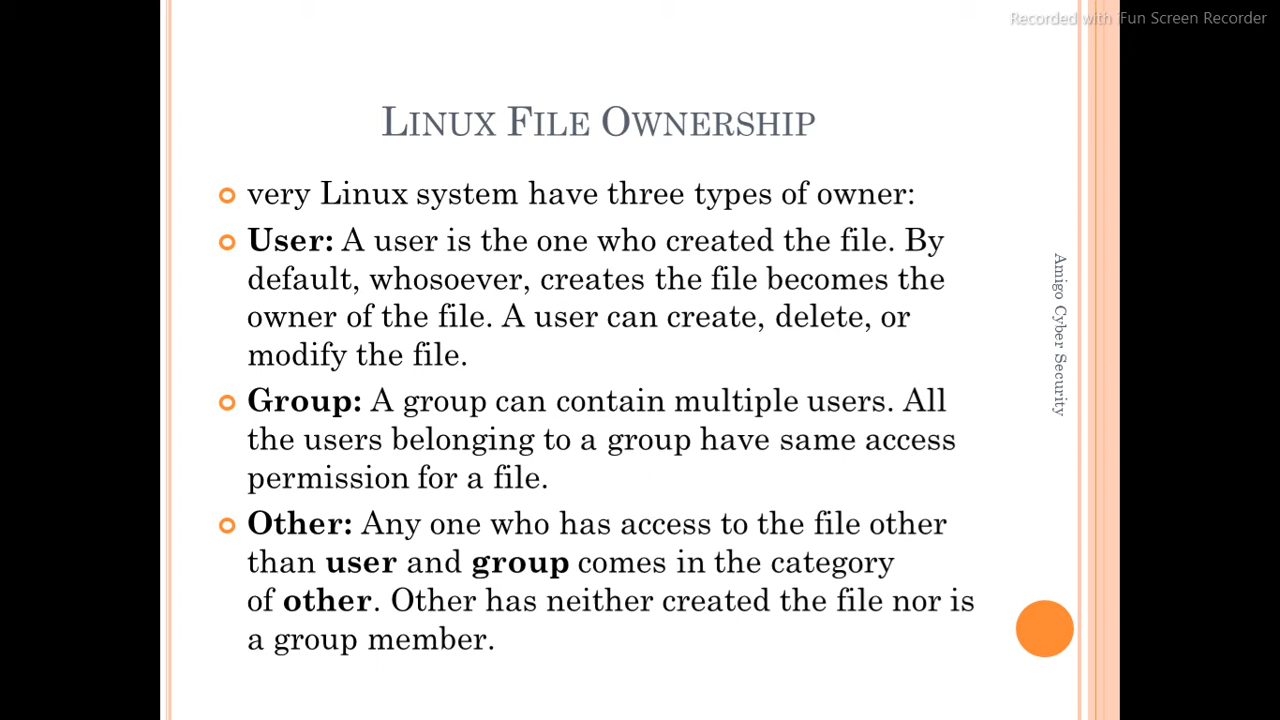 Recorded with iFun Screen Recorder
LINUX FILE OWNERSHIP
very Linux system have three types of owner:
User: A user is the one who created the file. By
default, whosoever, creates the file becomes the
owner of the file. A user can create, delete, or
modify the file.
Group: A group can contain multiple users. All
the users belonging to a group have same access
permission for a file.
Other: Any one who has access to the file other
than user and group comes in the category
of other. Other has neither created the file nor is
a group member.
Amigo Cyber Security